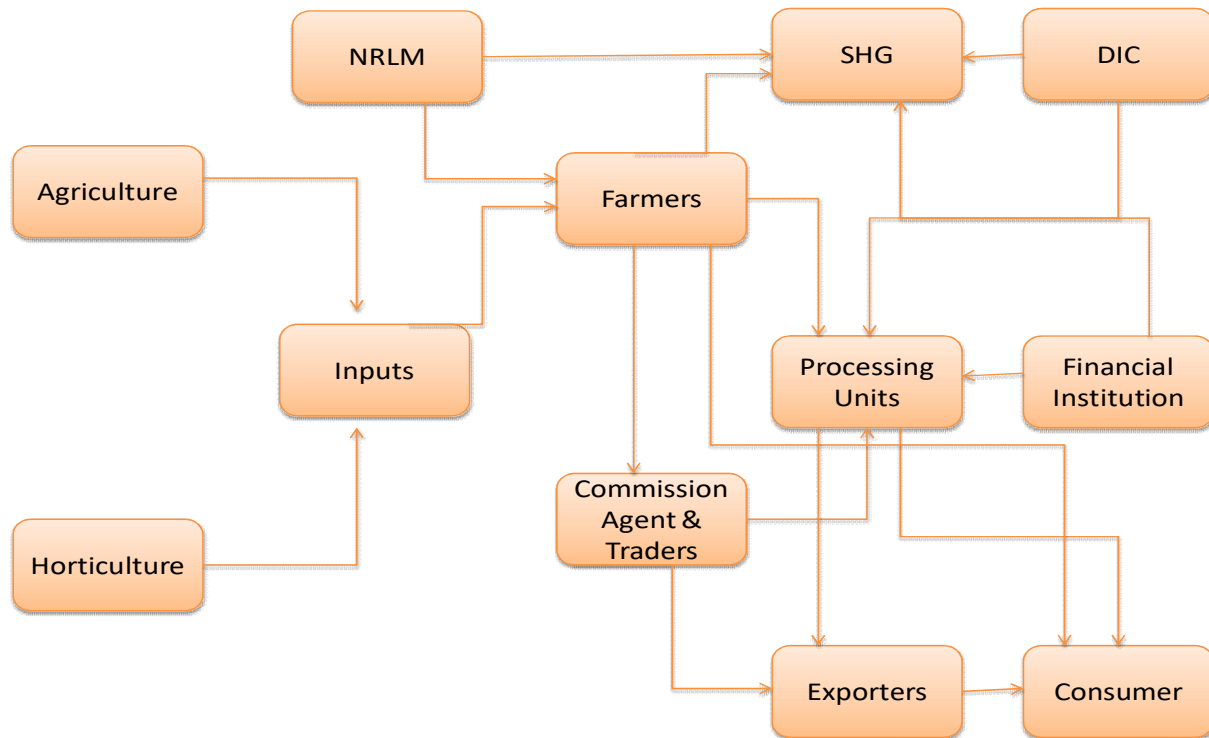 NRLM
SHG
DIC
Agriculture
Farmers
Inputs
Processing
Units
Financial
Institution
Commission
Agent &
Traders
Horticulture
Exporters
Consumer